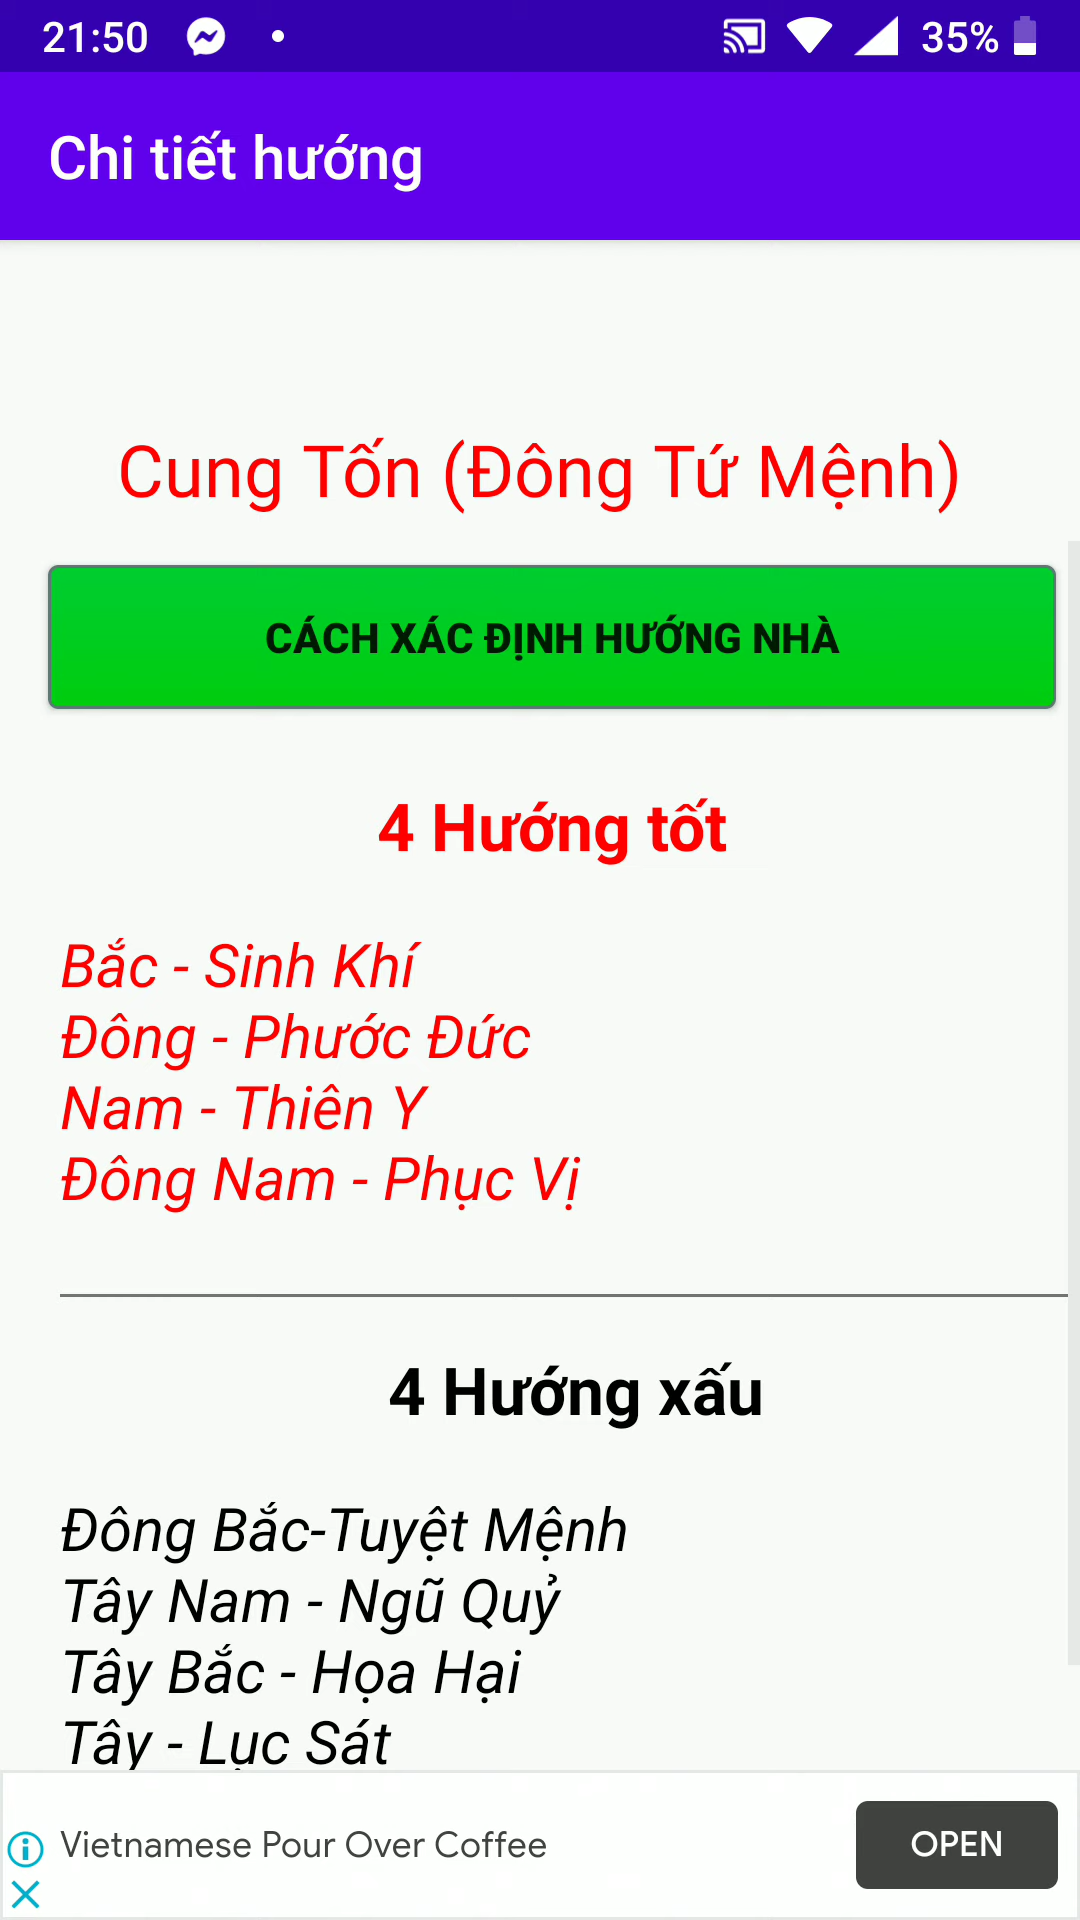 21:50
35%
Chi tiết hướng
Cung Tốn (Đông Tứ Mệnh)
CÁCH XÁC ĐỊNH HƯỚNG NHÀ
4 Hướng tốt
Bắc - Sinh Khí
Đông - Phước Đức
Nam - Thiên Y
Đông Nam - Phục Vị
4 Hướng xấu
Đông Bắc-Tuyệt Mệnh
Tây Nam - Ngũ Quỷ
Tây Bắc - Họa Hại
Tây - Lục Sát
Vietnamese Pour Over Coffee
OPEN